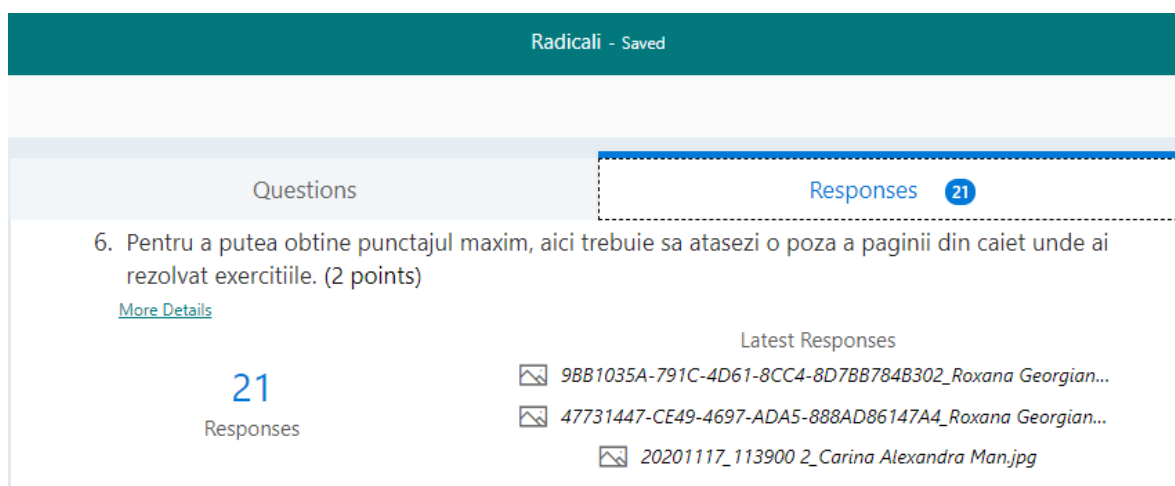 Radicali - Saved
Questions
Responses 21
6. Pentru a putea obtine punctajul maxim, aici trebuie sa atasezi o poza a paginii din caiet unde ai
rezolvat exercitiile. (2 points)
More Details
21
Responses
Latest Responses
9BB1035A-791C-4D61-8CC4-8D7BB784B302_Roxana Georgian...
47731447-CE49-4697-ADA5-888AD86147A4_Roxana Georgian...
20201117_113900 2_Carina Alexandra Man.jpg